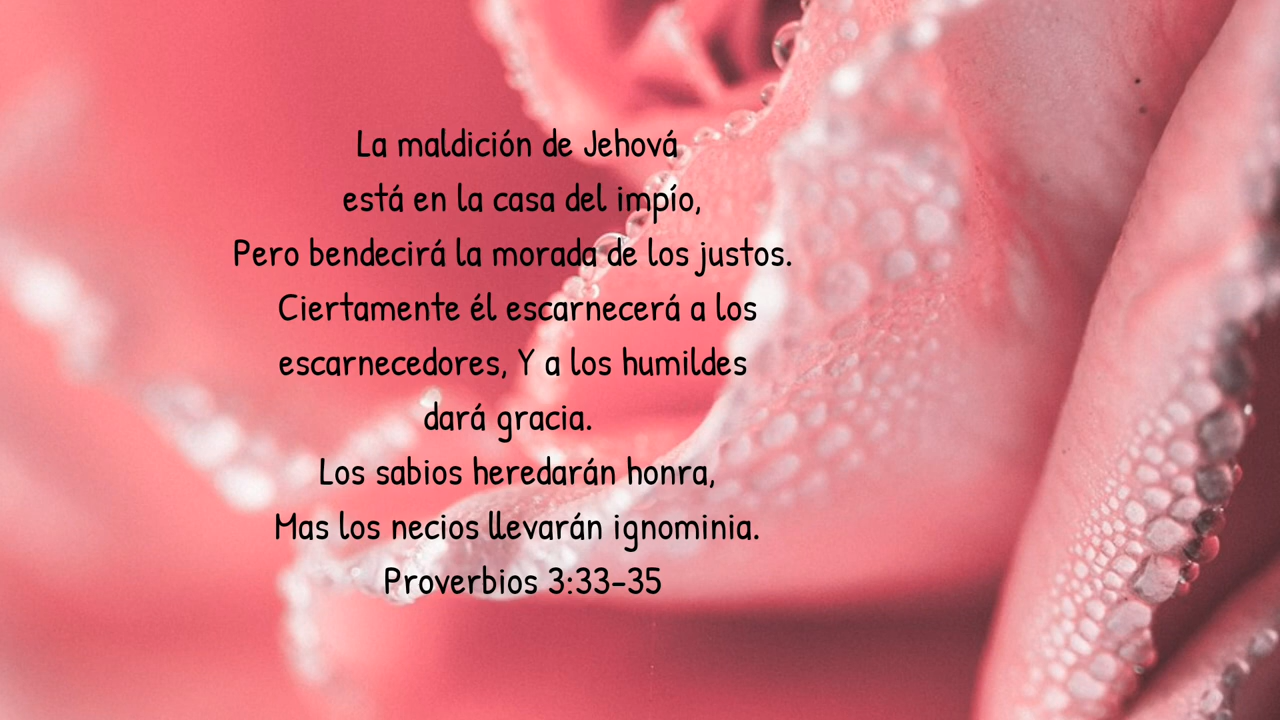 La maldición de Jehová
está en la casa del impío,
Pero bendecirá la morada de los justos.
Ciertamente él escarnecerá a los
escarnecedores, Y a los humildes
dará gracia.
Los sabios heredarán honra,
Mas los necios llevarán ignominia.
Proverbios 3:33-35